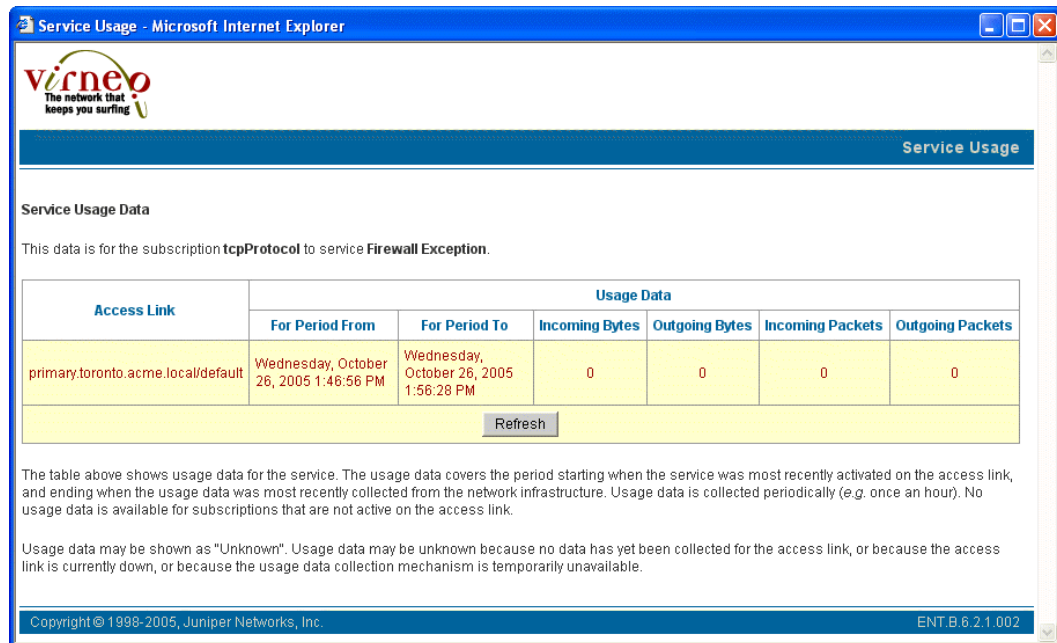 Service Usage - Microsoft Internet Explorer
Virneo
The network that
keeps you surfing
Service Usage
Service Usage Data
This data is for the subscription tcpProtocol to service Firewall Exception.
Access Link
Usage Data
For Period From
For Period To
Incoming Bytes
Outgoing Bytes
Incoming Packets
Outgoing Packets
primary.toronto.acme.local/default
Wednesday, October
26, 2005 1:46:56 PM
Wednesday,
October 26, 2005
1:56:28 PM
0
0
0
0
Refresh
The table above shows usage data for the service. The usage data covers the period starting when the service was most recently activated on the access link,
and ending when the usage data was most recently collected from the network infrastructure. Usage data is collected periodically (e.g. once an hour). No
usage data is available for subscriptions that are not active on the access link.
Usage data may be shown as "Unknown". Usage data may be unknown because no data has yet been collected for the access link, or because the access
link is currently down, or because the usage data collection mechanism is temporarily unavailable.
Copyright © 1998-2005, Juniper Networks, Inc.
ENT.B.6.2.1.002